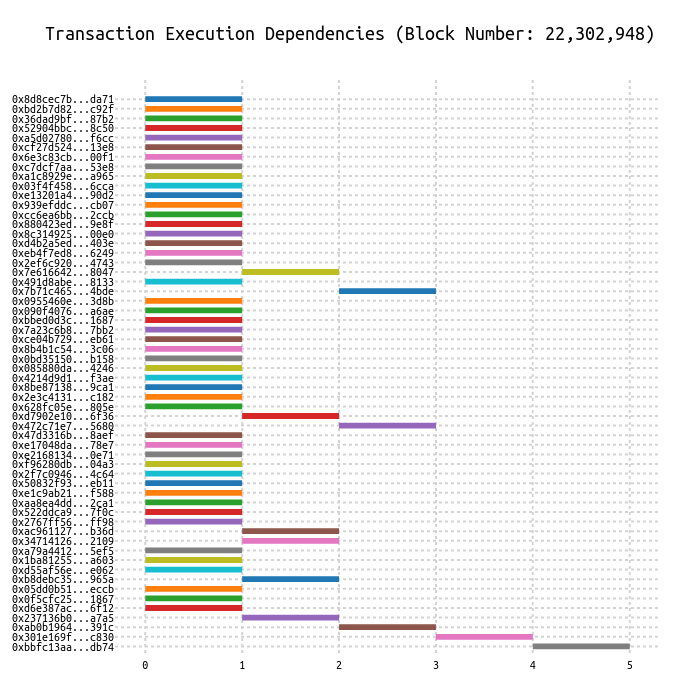 Transaction Execution Dependencies (Block Number: 22,302,948)
0x8d8cec7b...da71
0xbd2b7d82...c92f
0x36dad9bf...87b2
0x52904bbc...8c50
0xa5d02780...f6cc
0xcf27d524...13e8
0x6e3c83cb...00f1
0xc7dcf7aa...53e8
0xa1c8929e...a965
0x03f4f458...6cca
0xe13201a4...90d2
0x939efddc...cb07
0xcc6ea6bb...2ccb
0x880423ed...9e8f
0x8c314925...00e0
0xd4b2a5ed...403e
0xeb4f7ed8...6249
0x2ef6c920...4743
0x7e616642...8047
0x491d8abe...8133
0x7b71c465...4bde
0x0955460e...3d8b
0x090f4076...a6ae
0xbbed0d3c...1687
0x7a23c6b8...7bb2
0xce04b729...eb61
0x8b4b1c54...3c06
0x0bd35150...b158
0x085880da...4246
0x4214d9d1...f3ae
0x8be87138...9ca1
0x2e3c4131...c182
0x628fc05e...805e
0xd7902e10...6f36
0x472c71e7...5680
0x47d3316b...8aef
0xe17048da...78e7
0xe2168134...0e71
0xf96280db...04a3
0x2f7c0946...4c64
0x50832f93...eb11
0xe1c9ab21...f588
0xaa8ea4dd...2ca1
0x522ddca9...7f0c
0x2767ff56...ff98
0xac961127...b36d
0x34714126...2109
0xa79a4412...5ef5
0x1ba81255...a603
0xd55af56e...e062
0xb8debc35...965a
0x05dd0b51...eccb
0x0f5cfc25...1867
0xd6e387ac...6f12
0x237136b0...a7a5
0xab0b1964...391c
0x301e169f...c830
0xbbfc13aa...db74
0 1 2 3 4 5